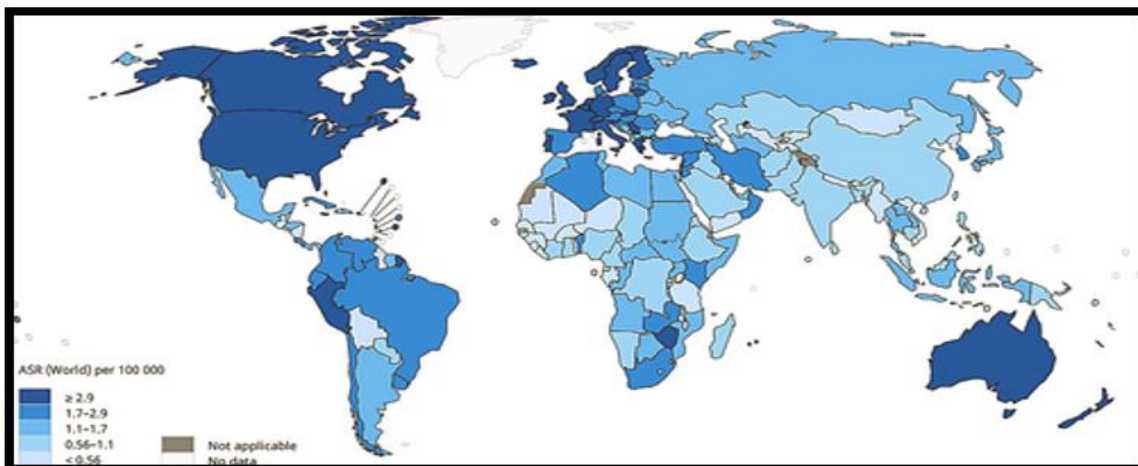 ASR (World) per 100 000
≥ 2.9
1.7–2.9
1.1–1.7
0.56–1.1
< 0.56
Not applicable
No data